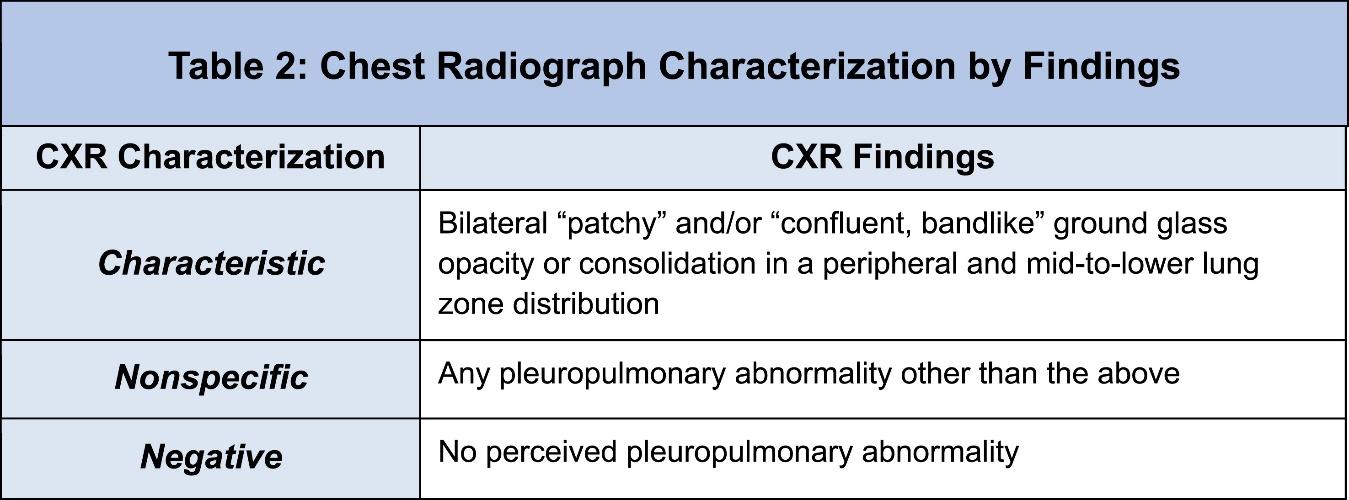 Table 2: Chest Radiograph Characterization by Findings
CXR Characterization
CXR Findings
Characteristic
Bilateral “patchy” and/or “confluent, bandlike” ground glass
opacity or consolidation in a peripheral and mid-to-lower lung
zone distribution
Nonspecific
Any pleuropulmonary abnormality other than the above
Negative
No perceived pleuropulmonary abnormality